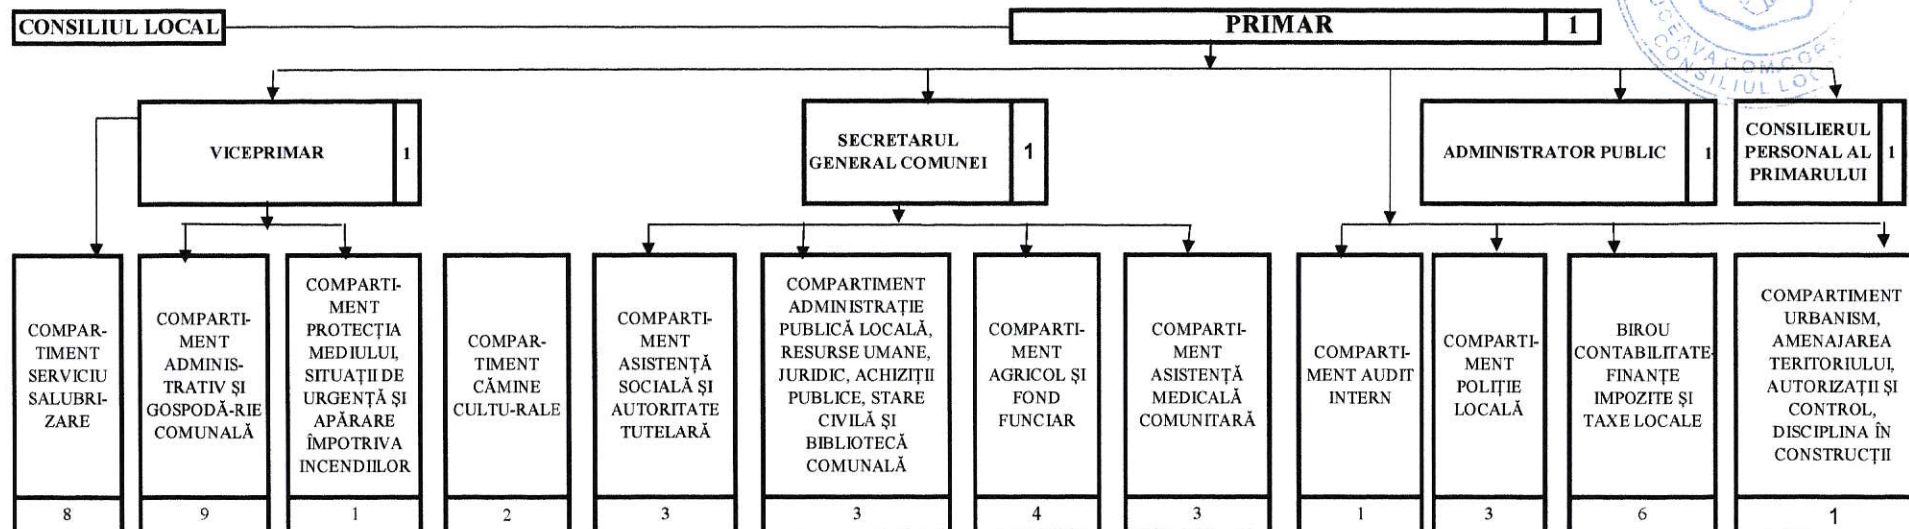 CONSILIUL LOCAL
PRIMAR 1
VICEPRIMAR 1
SECRETARUL
GENERAL COMUNEI 1
ADMINISTRATOR PUBLIC 1
CONSILIERUL
PERSONAL AL
PRIMARULUI 1
COMPAR-
TIMENT
SERVICIU
SALUBRI-
ZARE
8
COMPARTI-
MENT
ADMINIS-
TRATIV ȘI
GOSPODĂ-RIE
COMUNALĂ
9
COMPARTI-
MENT
PROTECȚIA
MEDIULUI,
SITUAȚII DE
URGENȚĂ ȘI
APĂRARE
ÎMPOTRIVA
INCENDIILOR
1
COMPAR-
TIMENT
CĂMINE
CULTU-RALE
2
COMPARTI-
MENT
ASISTENȚĂ
SOCIALĂ ȘI
AUTORITATE
TUTELARĂ
3
COMPARTIMENT
ADMINISTRAȚIE
PUBLICĂ LOCALĂ,
RESURSE UMANE,
JURIDIC, ACHIZIȚII
PUBLICE, STARE
CIVILĂ ȘI
BIBLIOTECĂ
COMUNALĂ
3
COMPARTI-
MENT
AGRICOL ȘI
FOND
FUNCIAR
4
COMPARTI-
MENT
ASISTENȚĂ
MEDICALĂ
COMUNITARĂ
3
COMPARTI-
MENT AUDIT
INTERN
1
COMPARTI-
MENT
POLIȚIE
LOCALĂ
3
BIROU
CONTABILITATE-
FINANȚE
IMPOZITE ȘI
TAXE LOCALE
6
COMPARTIMENT
URBANISM,
AMENAJAREA
TERITORIULUI,
AUTORIZAȚII ȘI
CONTROL,
DISCIPLINA ÎN
CONSTRUCȚII
1